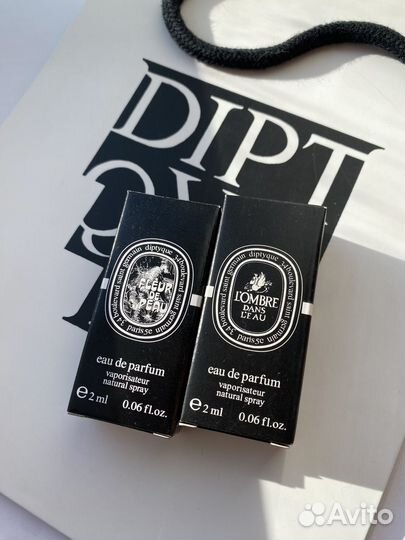 DIPT
diptyque 34 boulevard saint germain paris 5e
FLEUR
DE
PEAU
eau de parfum
vaporisateur
natural spray
e 2 ml 0.06 fl.oz.
diptyque 34 boulevard saint germain paris 5e
L'OMBRE
DANS
L'EAU
eau de parfum
vaporisateur
natural spray
e 2 ml 0.06 fl.oz.
Avito